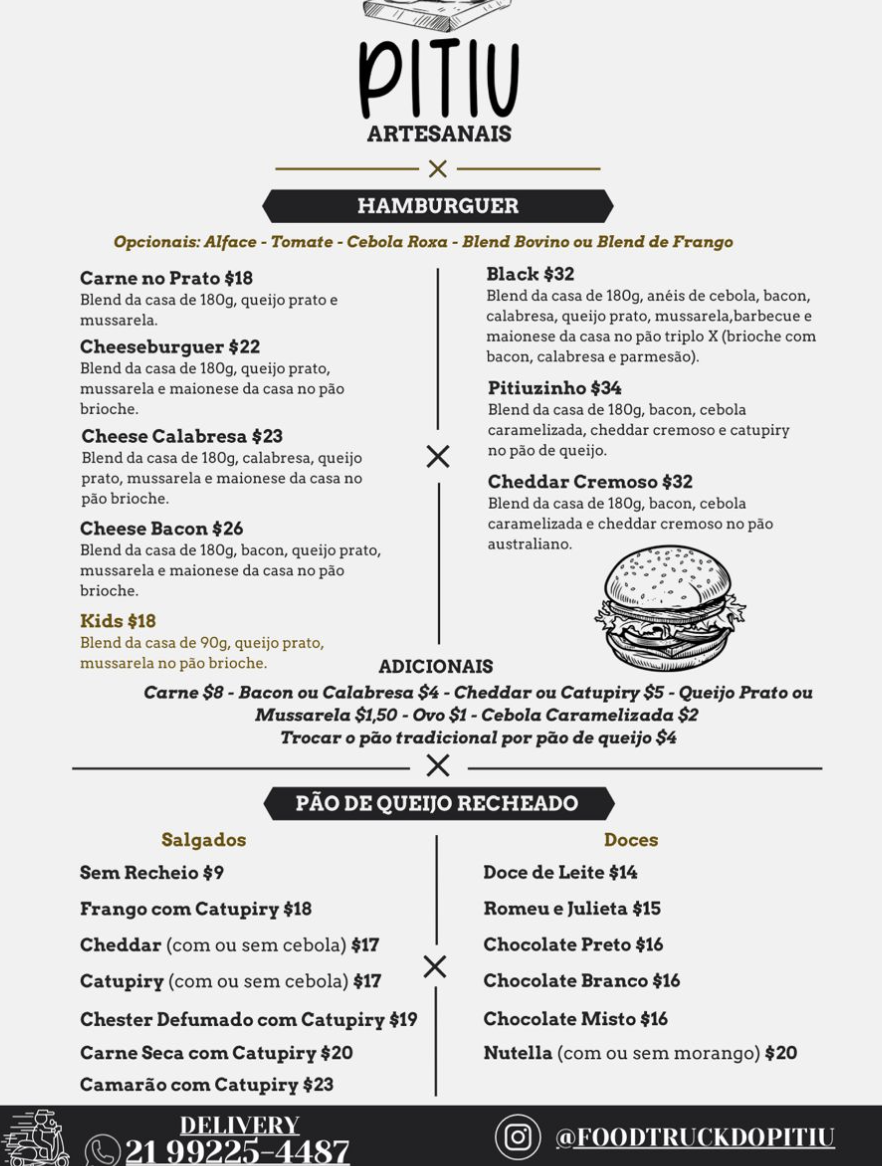 PITIU
ARTESANAIS
HAMBURGUER
Opcionais: Alface - Tomate - Cebola Roxa - Blend Bovino ou Blend de Frango
Carne no Prato $18
Blend da casa de 180g, queijo prato e
mussarela.
Cheeseburguer $22
Blend da casa de 180g, queijo prato,
mussarela e maionese da casa no pão
brioche.
Cheese Calabresa $23
Blend da casa de 180g, calabresa, queijo
prato, mussarela e maionese da casa no
pão brioche.
Cheese Bacon $26
Blend da casa de 180g, bacon, queijo prato,
mussarela e maionese da casa no pão
brioche.
Kids $18
Blend da casa de 90g, queijo prato,
mussarela no pão brioche.
Black $32
Blend da casa de 180g, anéis de cebola, bacon,
calabresa, queijo prato, mussarela,barbecue e
maionese da casa no pão triplo X (brioche com
bacon, calabresa e parmesão).
Pitiuzinho $34
Blend da casa de 180g, bacon, cebola
caramelizada, cheddar cremoso e catupiry
no pão de queijo.
Cheddar Cremoso $32
Blend da casa de 180g, bacon, cebola
caramelizada e cheddar cremoso no pão
australiano.
ADICIONAIS
Carne $8 - Bacon ou Calabresa $4 - Cheddar ou Catupiry $5 - Queijo Prato ou
Mussarela $1,50 - Ovo $1 - Cebola Caramelizada $2
Trocar o pão tradicional por pão de queijo $4
PÃO DE QUEIJO RECHEADO
Salgados
Sem Recheio $9
Frango com Catupiry $18
Cheddar (com ou sem cebola) $17
Catupiry (com ou sem cebola) $17
Chester Defumado com Catupiry $19
Carne Seca com Catupiry $20
Camarão com Catupiry $23
Doces
Doce de Leite $14
Romeu e Julieta $15
Chocolate Preto $16
Chocolate Branco $16
Chocolate Misto $16
Nutella (com ou sem morango) $20
DELIVERY
21 99225-4487
@FOODTRUCKDOPITIU